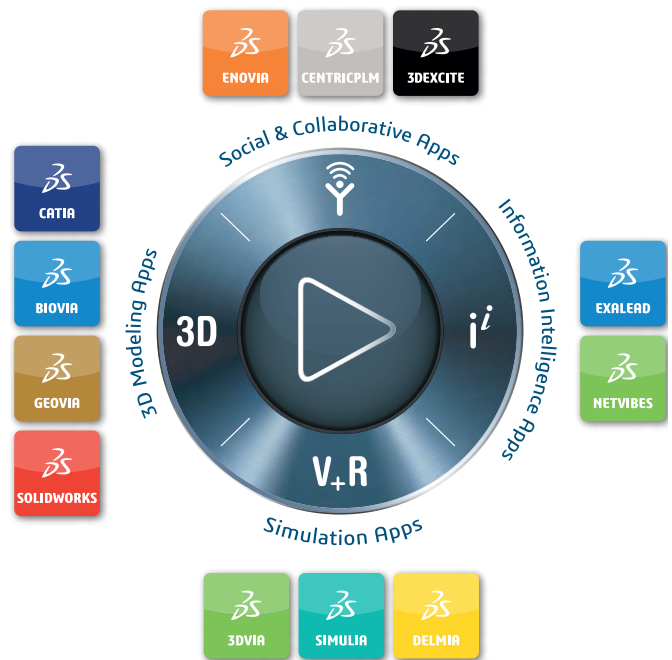 ENOVIA
CENTRICPLM
3DEXCITE
Social & Collaborative Apps
CATIA
BIOVIA
GEOVIA
SOLIDWORKS
3D Modeling Apps
3D
i i
Information Intelligence Apps
EXALEAD
NETVIBES
V+R
Simulation Apps
3DVIA
SIMULIA
DELMIA